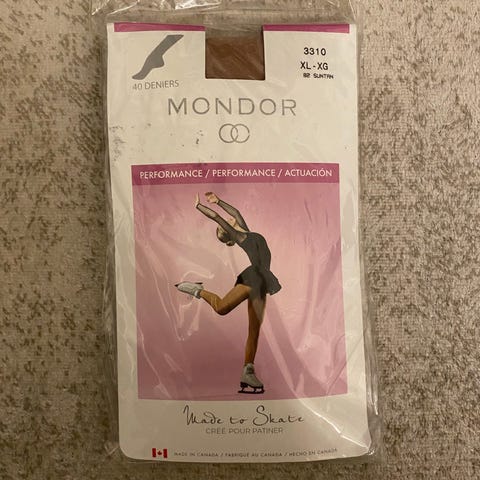 3310
XL-XG
82 SUNTAN
40 DENIERS
MONDOR
PERFORMANCE / PERFORMANCE / ACTUACIÓN
Made to Skate
CRÉÉ POUR PATINER
MADE IN CANADA / FABRIQUÉ AU CANADA / HECHO EN CANADA